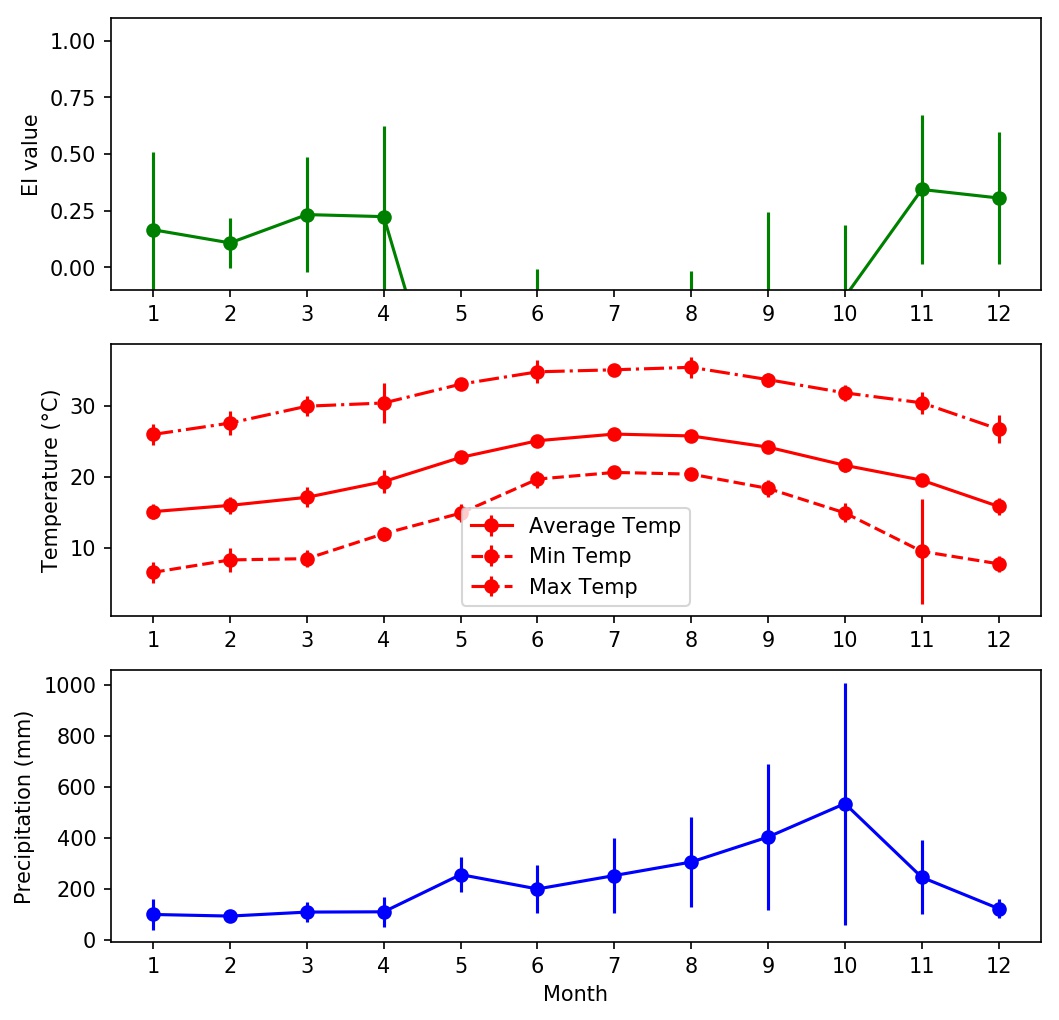 EI value
1.00
0.75
0.50
0.25
0.00
1 2 3 4 5 6 7 8 9 10 11 12
Temperature (°C)
30
20
10
Average Temp
Min Temp
Max Temp
1 2 3 4 5 6 7 8 9 10 11 12
Precipitation (mm)
1000
800
600
400
200
0
1 2 3 4 5 6 7 8 9 10 11 12
Month